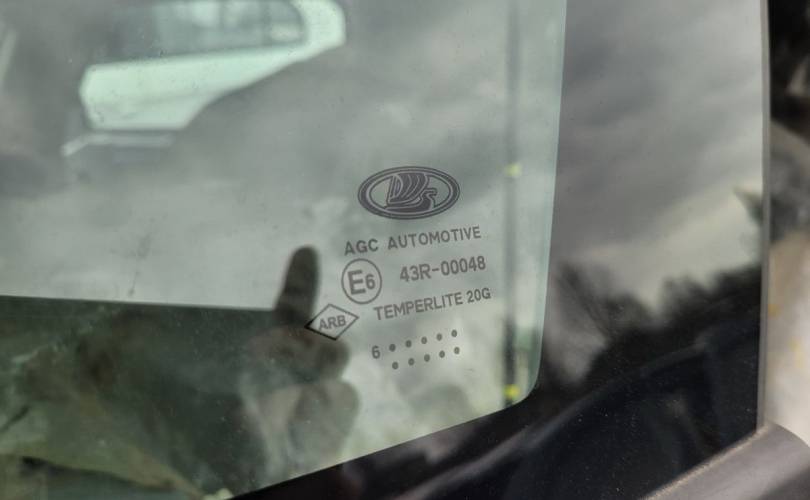 AGC AUTOMOTIVE
E6 43R-00048
ARB TEMPERLITE 20G
6